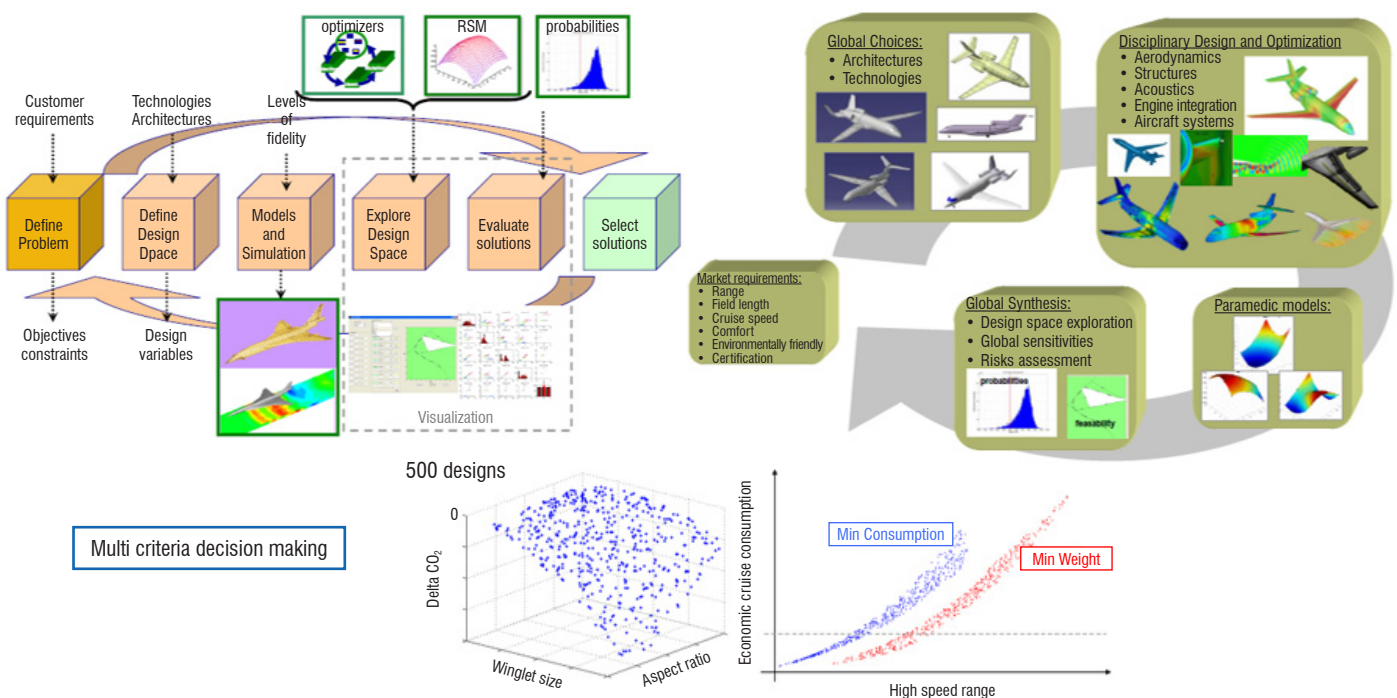 optimizers
RSM
probabilities
Customer
requirements
Technologies
Architectures
Levels
of
fidelity
Define
Problem
Define
Design
Dpace
Models
and
Simulation
Explore
Design
Space
Evaluate
solutions
Select
solutions
Objectives
constraints
Design
variables
Visualization
Global Choices:
• Architectures
• Technologies
Disciplinary Design and Optimization
• Aerodynamics
• Structures
• Acoustics
• Engine integration
• Aircraft systems
Market requirements:
• Range
• Field length
• Cruise speed
• Comfort
• Environmentally friendly
• Certification
Global Synthesis:
• Design space exploration
• Global sensitivities
• Risks assessment
probabilities
feasability
Paramedic models:
Multi criteria decision making
500 designs
0
Delta CO₂
Winglet size
Aspect ratio
Economic cruise consumption
Min Consumption
Min Weight
High speed range